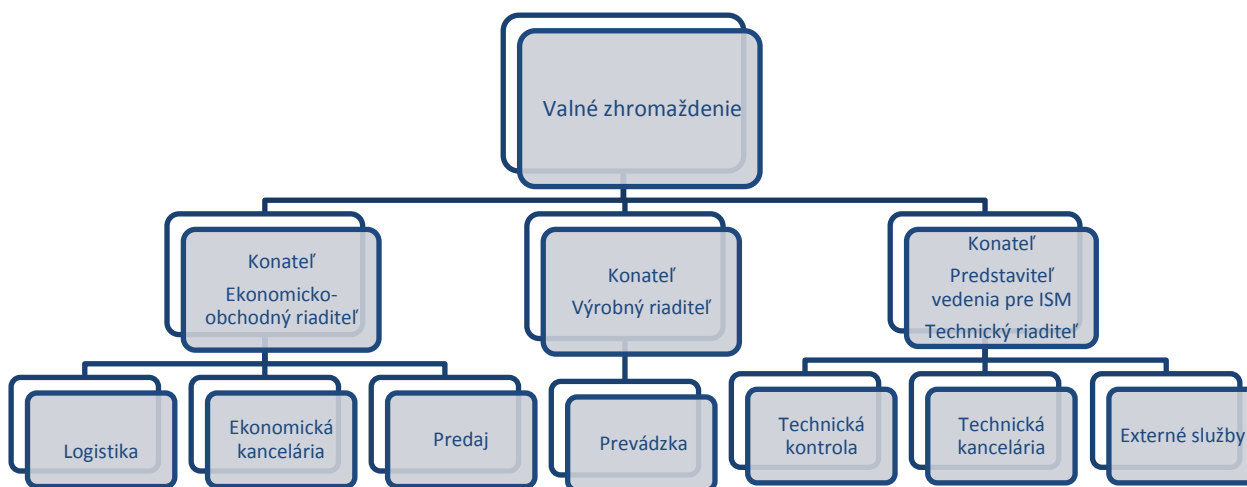 Valné zhromaždenie
Konateľ
Ekonomicko-
obchodný riaditeľ
Konateľ
Výrobný riaditeľ
Konateľ
Predstaviteľ
vedenia pre ISM
Technický riaditeľ
Logistika
Ekonomická
kancelária
Predaj
Prevádzka
Technická
kontrola
Technická
kancelária
Externé služby